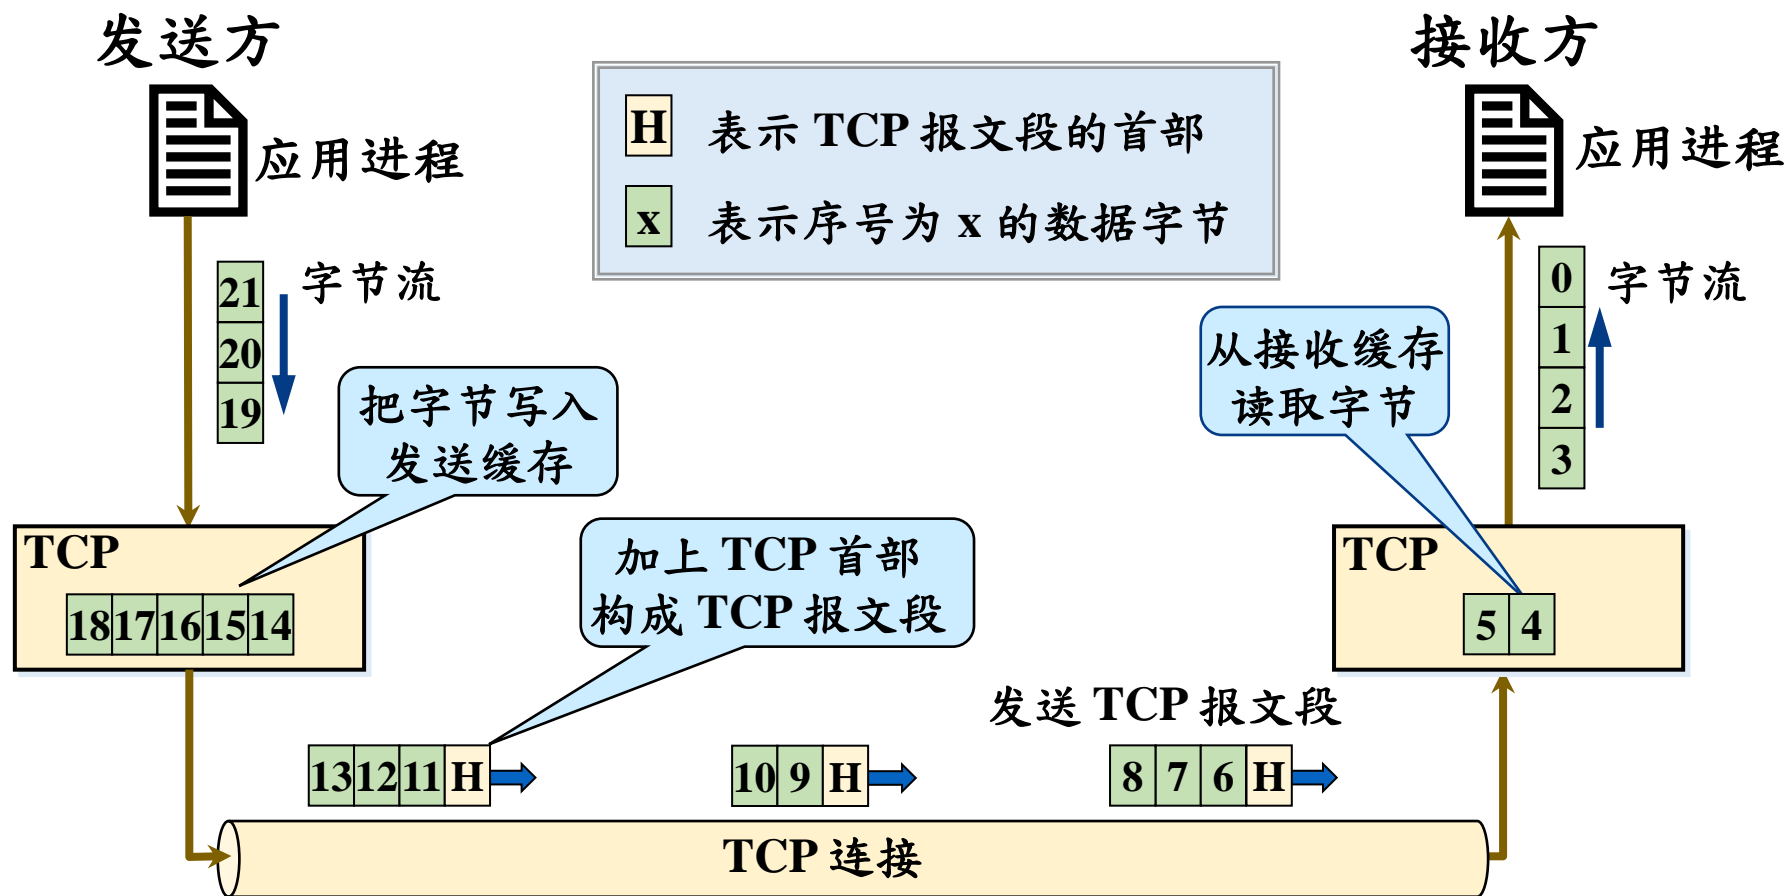 发送方
接收方
H 表示 TCP 报文段的首部
x 表示序号为 x 的数据字节
应用进程
应用进程
21
20
19
字节流
0
1
2
3
字节流
把字节写入
发送缓存
从接收缓存
读取字节
TCP
18 17 16 15 14
加上 TCP 首部
构成 TCP 报文段
TCP
5 4
发送 TCP 报文段
13 12 11 H
10 9 H
8 7 6 H
TCP 连接